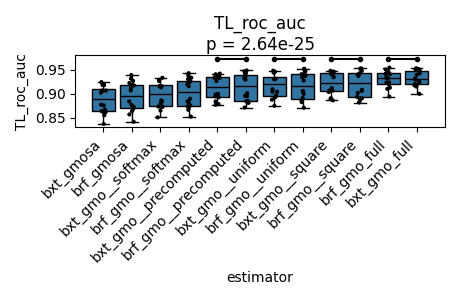 TL_roc_auc
p = 2.64e-25
TL_roc_auc
0.95
0.90
0.85
bxt_gmosa
brf_gmosa
bxt_gmo__softmax
brf_gmo__softmax
bxt_gmo__precomputed
brf_gmo__precomputed
bxt_gmo__uniform
brf_gmo__uniform
bxt_gmo__square
brf_gmo__square
brf_gmo_full
bxt_gmo_full
estimator